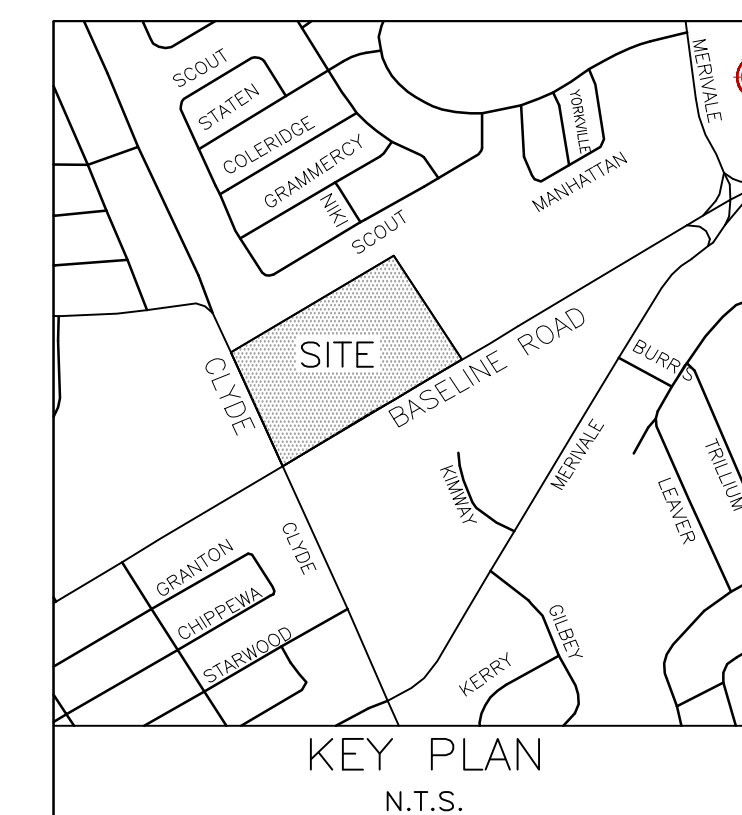 SCOUT
MERIVALE
STATEN
YORKVILLE
COLERIDGE
GRAMMERCY
MANHATTAN
NIKI
SCOUT
SITE
BASELINE ROAD
CLYDE
BURRIS
MERIVALE
TRILLIUM
KIMWAY
LEAVER
CLYDE
GRANTON
CHIPPEWA
STARWOOD
GILBEY
KERRY
KEY PLAN
N.T.S.